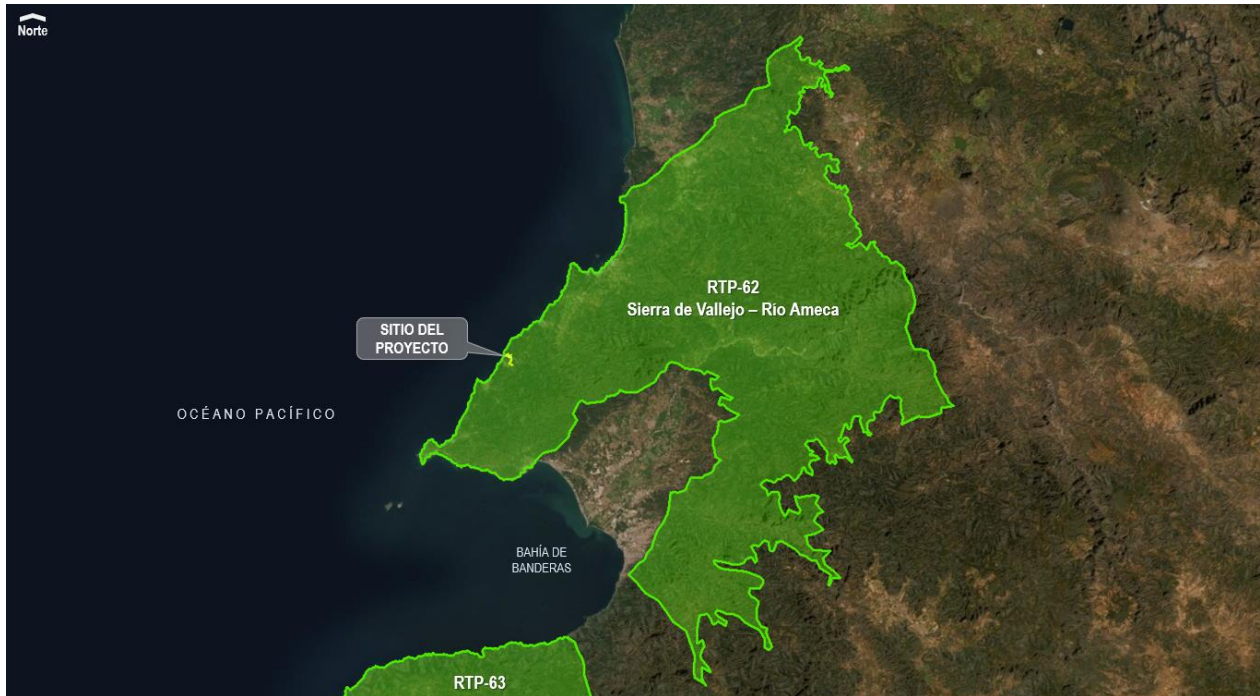 Norte
RTP-62
Sierra de Vallejo – Río Ameca
SITIO DEL
PROYECTO
OCÉANO PACÍFICO
BAHÍA DE
BANDERAS
RTP-63